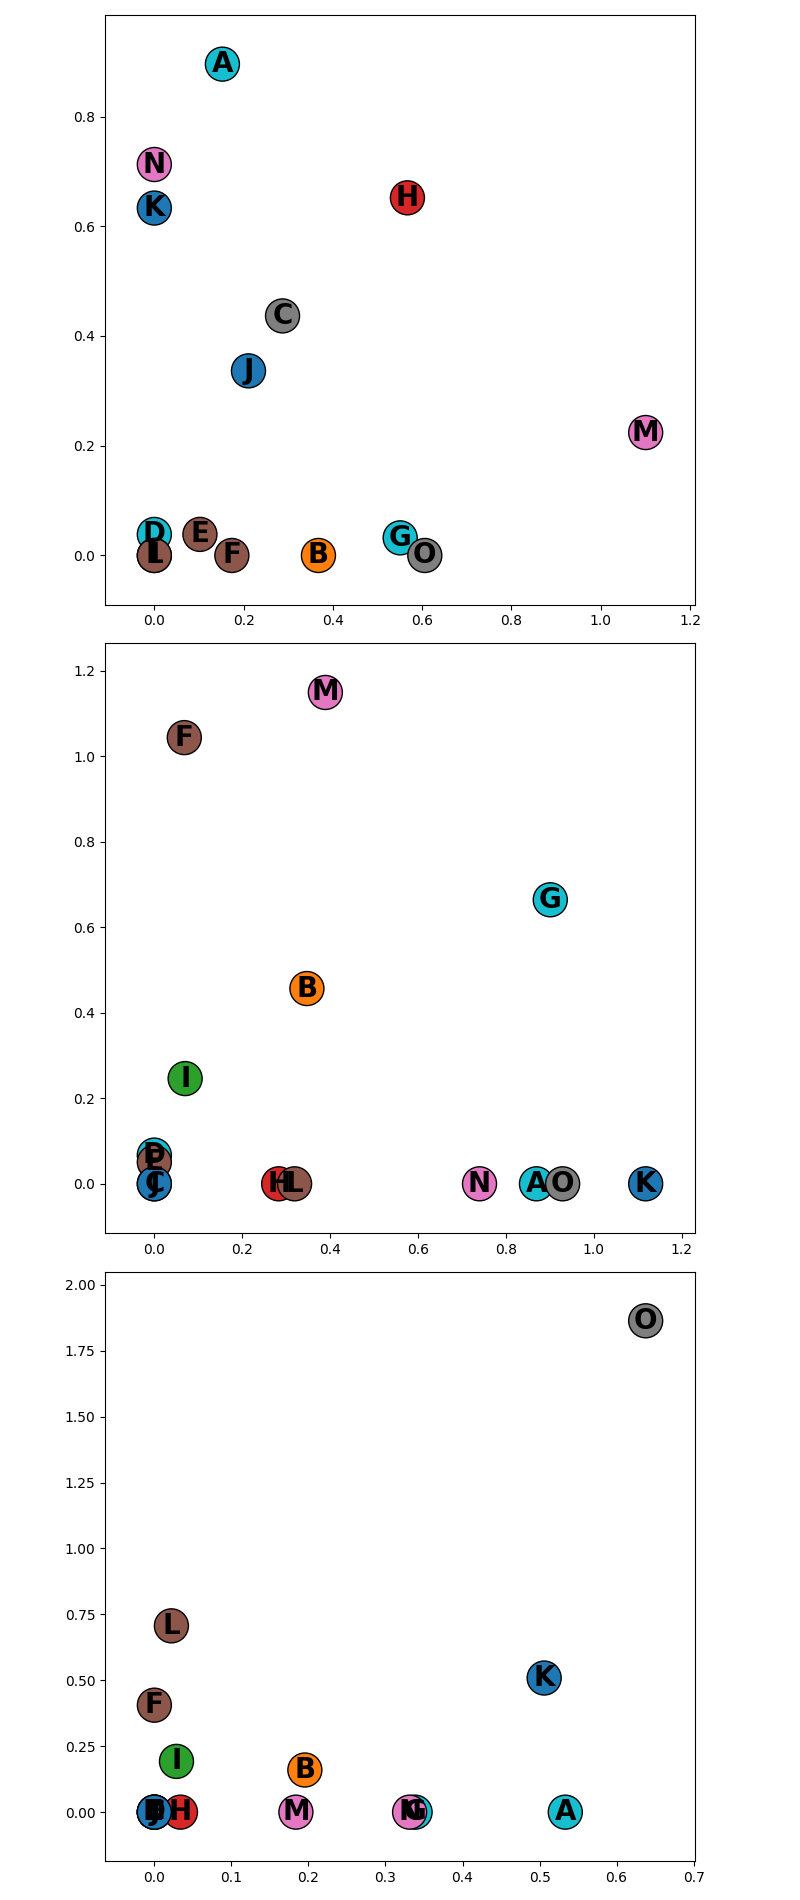 A
0.8
N
K
H
0.6
C
0.4
J
M
0.2
D E G
0.0 L F B O
0.0 0.2 0.4 0.6 0.8 1.0 1.2
1.2
M
F
1.0
0.8
G
0.6
B
0.4
I
0.2
D
E
0.0 C J H L N A O K
0.0 0.2 0.4 0.6 0.8 1.0 1.2
2.00
O
1.75
1.50
1.25
1.00
0.75
L
K
0.50
F
0.25
I B
0.00 J H M N G A
0.0 0.1 0.2 0.3 0.4 0.5 0.6 0.7